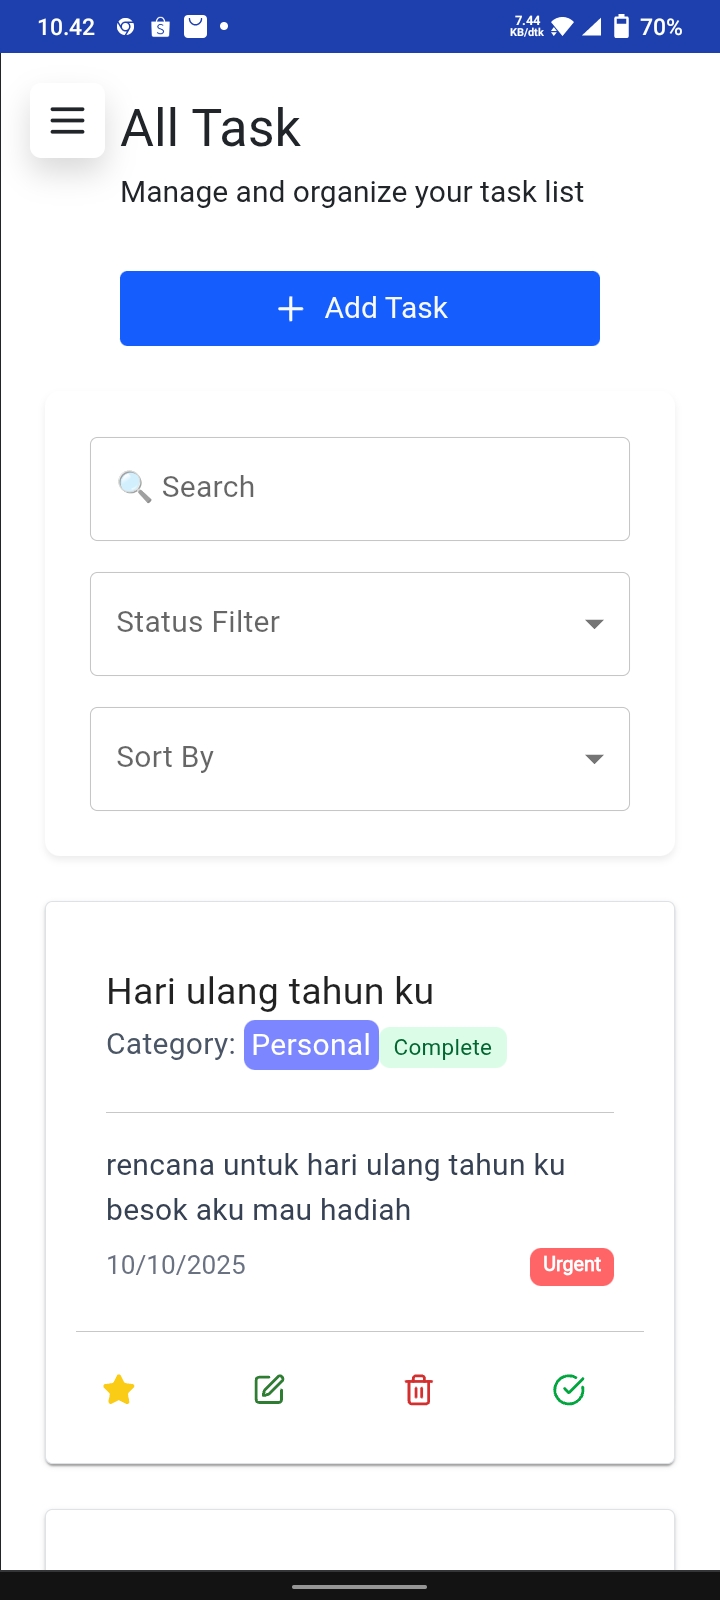 10.42
7.44
KB/dtk
70%
All Task
Manage and organize your task list
+ Add Task
🔍 Search
Status Filter
Sort By
Hari ulang tahun ku
Category: Personal Complete
rencana untuk hari ulang tahun ku
besok aku mau hadiah
10/10/2025 Urgent